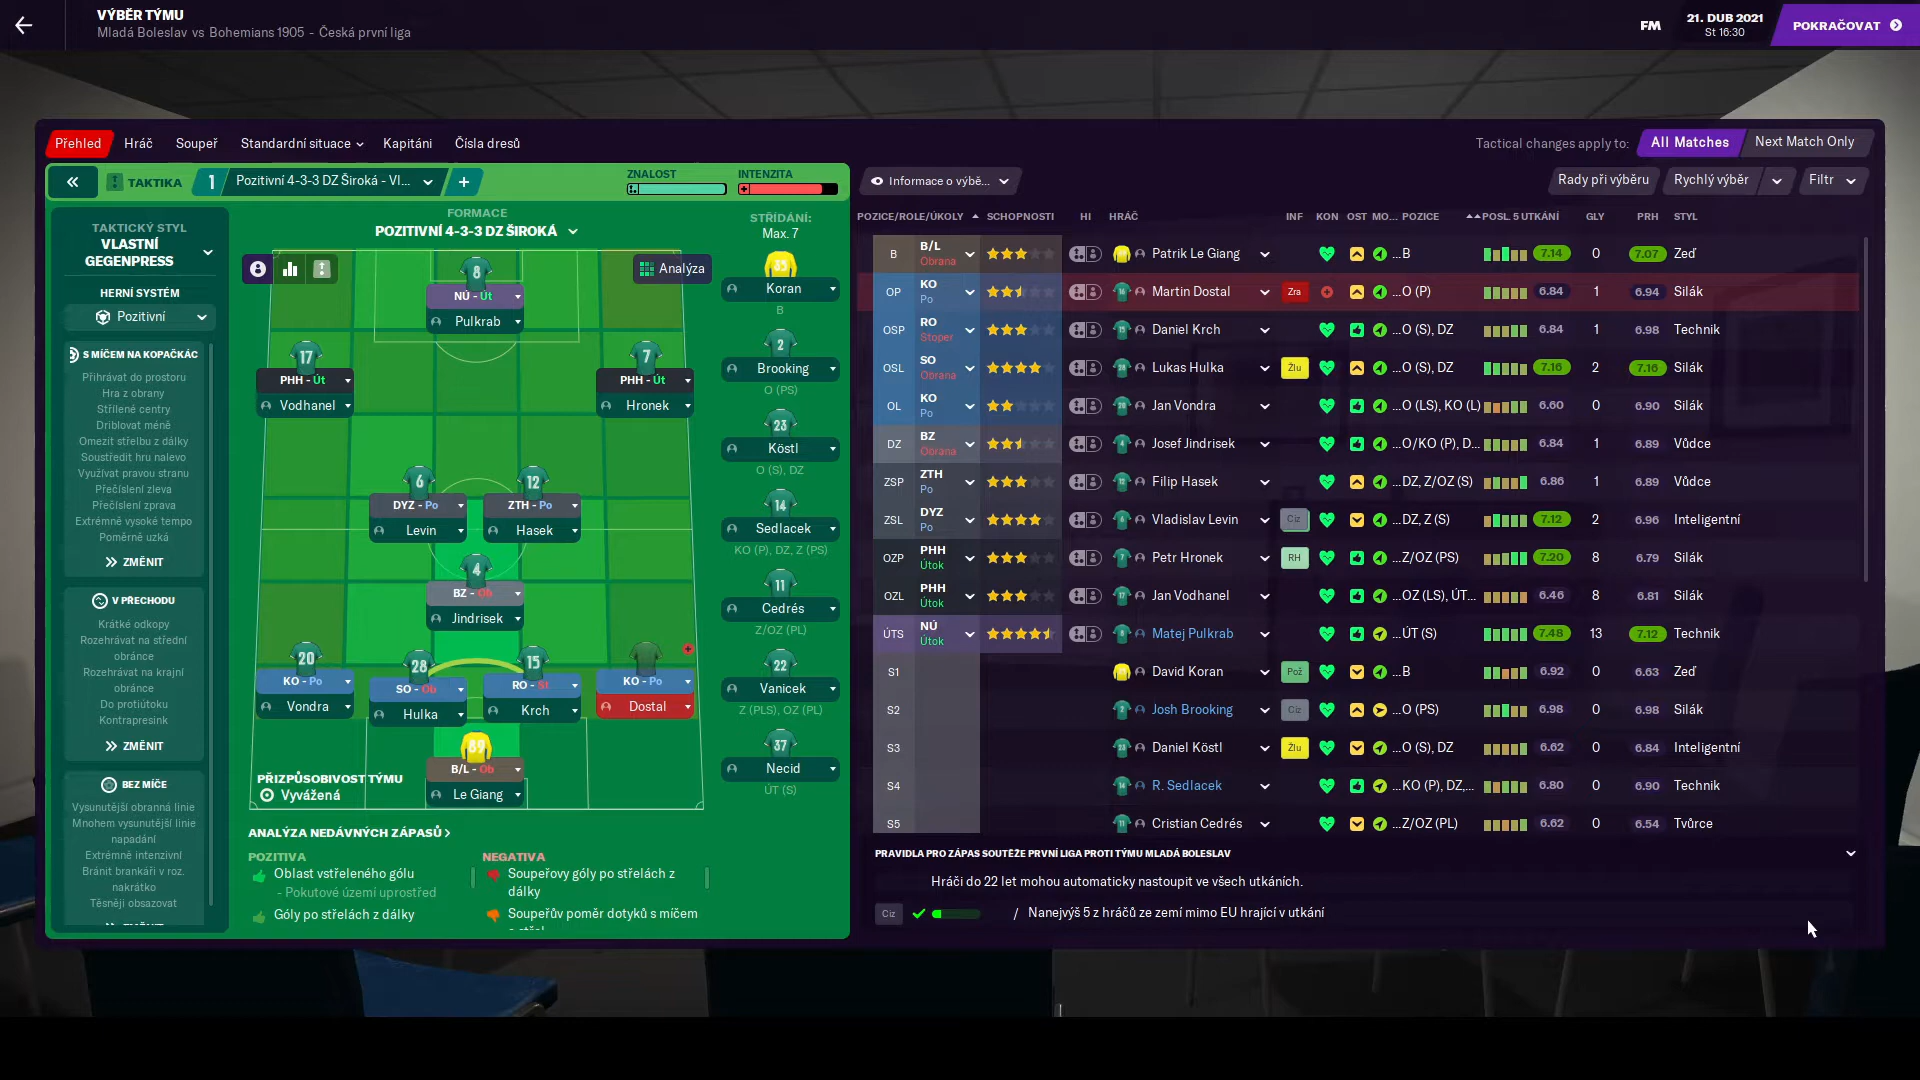 VÝBĚR TÝMU
Mladá Boleslav vs Bohemians 1905 - Česká první liga
FM
21. DUB 2021
St 16:30
POKRAČOVAT
Přehled
Hráč
Soupeř
Standardní situace
Kapitáni
Čísla dresů
Tactical changes apply to:
All Matches
Next Match Only
TAKTIKA
1
Pozitivní 4-3-3 DZ Široká - Vl...
ZNALOST
INTENZITA
TAKTICKÝ STYL
VLASTNÍ
GEGENPRESS
HERNÍ SYSTÉM
Pozitivní
S MÍČEM NA KOPAČKÁC
Přihrávat do prostoru
Hra z obrany
Střílené centry
Driblovat méně
Omezit střelbu z dálky
Soustředit hru nalevo
Využívat pravou stranu
Přečíslení zleva
Přečíslení zprava
Extrémně vysoké tempo
Poměrně uzká
ZMĚNIT
V PŘECHODU
Krátké odkopy
Rozehrávat na střední
obránce
Rozehrávat na krajní
obránce
Do protiútoku
Kontrapresink
ZMĚNIT
BEZ MÍČE
Vysunutější obranná linie
Mnohem vysunutější linie
napadání
Extrémně intenzivní
Bránit brankáři v roz.
nakrátko
Těsněji obsazovat
FORMACE
POZITIVNÍ 4-3-3 DZ ŠIROKÁ
Analýza
8
NÚ - Út
Pulkrab
17
PHH - Út
Vodhanel
7
PHH - Út
Hronek
6
DYZ - Po
Levin
12
ZTH - Po
Hasek
4
BZ - Ob
Jindrisek
20
KO - Po
Vondra
28
SO - Ob
Hulka
15
RO - St
Krch
KO - Po
Dostal
89
B/L - Ob
Le Giang
PŘIZPŮSOBIVOST TÝMU
Vyvážená
STŘÍDÁNÍ:
Max. 7
35
Koran
B
2
Brooking
O (PS)
23
Köstl
O (S), DZ
14
Sedlacek
KO (P), DZ, Z (PS)
11
Cedrés
Z/OZ (PL)
22
Vanicek
Z (PLS), OZ (PL)
37
Necid
ÚT (S)
ANALÝZA NEDÁVNÝCH ZÁPASŮ
POZITIVA
Oblast vstřeleného gólu
- Pokutové území uprostřed
Góly po střelách z dálky
NEGATIVA
Soupeřovy góly po střelách z
dálky
Soupeřův poměr dotyků s míčem
Informace o výbě...
Rady při výběru
Rychlý výběr
Filtr
POZICE/ROLE/ÚKOLY SCHOPNOSTI HI HRÁČ INF KON OST MO... POZICE POSL. 5 UTKÁNÍ GLY PRH STYL
B B/L Obrana Patrik Le Giang ...B 7.14 0 7.07 Zeď
OP KO Po Martin Dostal Zra ...O (P) 6.84 1 6.94 Silák
OSP RO Stoper Daniel Krch ...O (S), DZ 6.84 1 6.98 Technik
OSL SO Obrana Lukas Hulka Žlu ...O (S), DZ 7.16 2 7.16 Silák
OL KO Po Jan Vondra ...O (LS), KO (L) 6.60 0 6.90 Silák
DZ BZ Obrana Josef Jindrisek ...O/KO (P), D... 6.84 1 6.89 Vůdce
ZSP ZTH Po Filip Hasek ...DZ, Z/OZ (S) 6.86 1 6.89 Vůdce
ZSL DYZ Po Vladislav Levin Ciz ...DZ, Z (S) 7.12 2 6.96 Inteligentní
OZP PHH Útok Petr Hronek RH ...Z/OZ (PS) 7.20 8 6.79 Silák
OZL PHH Útok Jan Vodhanel ...OZ (LS), ÚT... 6.46 8 6.81 Silák
ÚTS NÚ Útok Matej Pulkrab ...ÚT (S) 7.48 13 7.12 Technik
S1 David Koran Pož ...B 6.92 0 6.63 Zeď
S2 Josh Brooking Ciz ...O (PS) 6.98 0 6.98 Silák
S3 Daniel Köstl Žlu ...O (S), DZ 6.62 0 6.84 Inteligentní
S4 R. Sedlacek ...KO (P), DZ,... 6.80 0 6.90 Technik
S5 Cristian Cedrés ...Z/OZ (PL) 6.62 0 6.54 Tvůrce
PRAVIDLA PRO ZÁPAS SOUTĚŽE PRVNÍ LIGA PROTI TÝMU MLADÁ BOLESLAV
Hráči do 22 let mohou automaticky nastoupit ve všech utkáních.
Ciz / Nanejvýš 5 z hráčů ze zemí mimo EU hrající v utkání